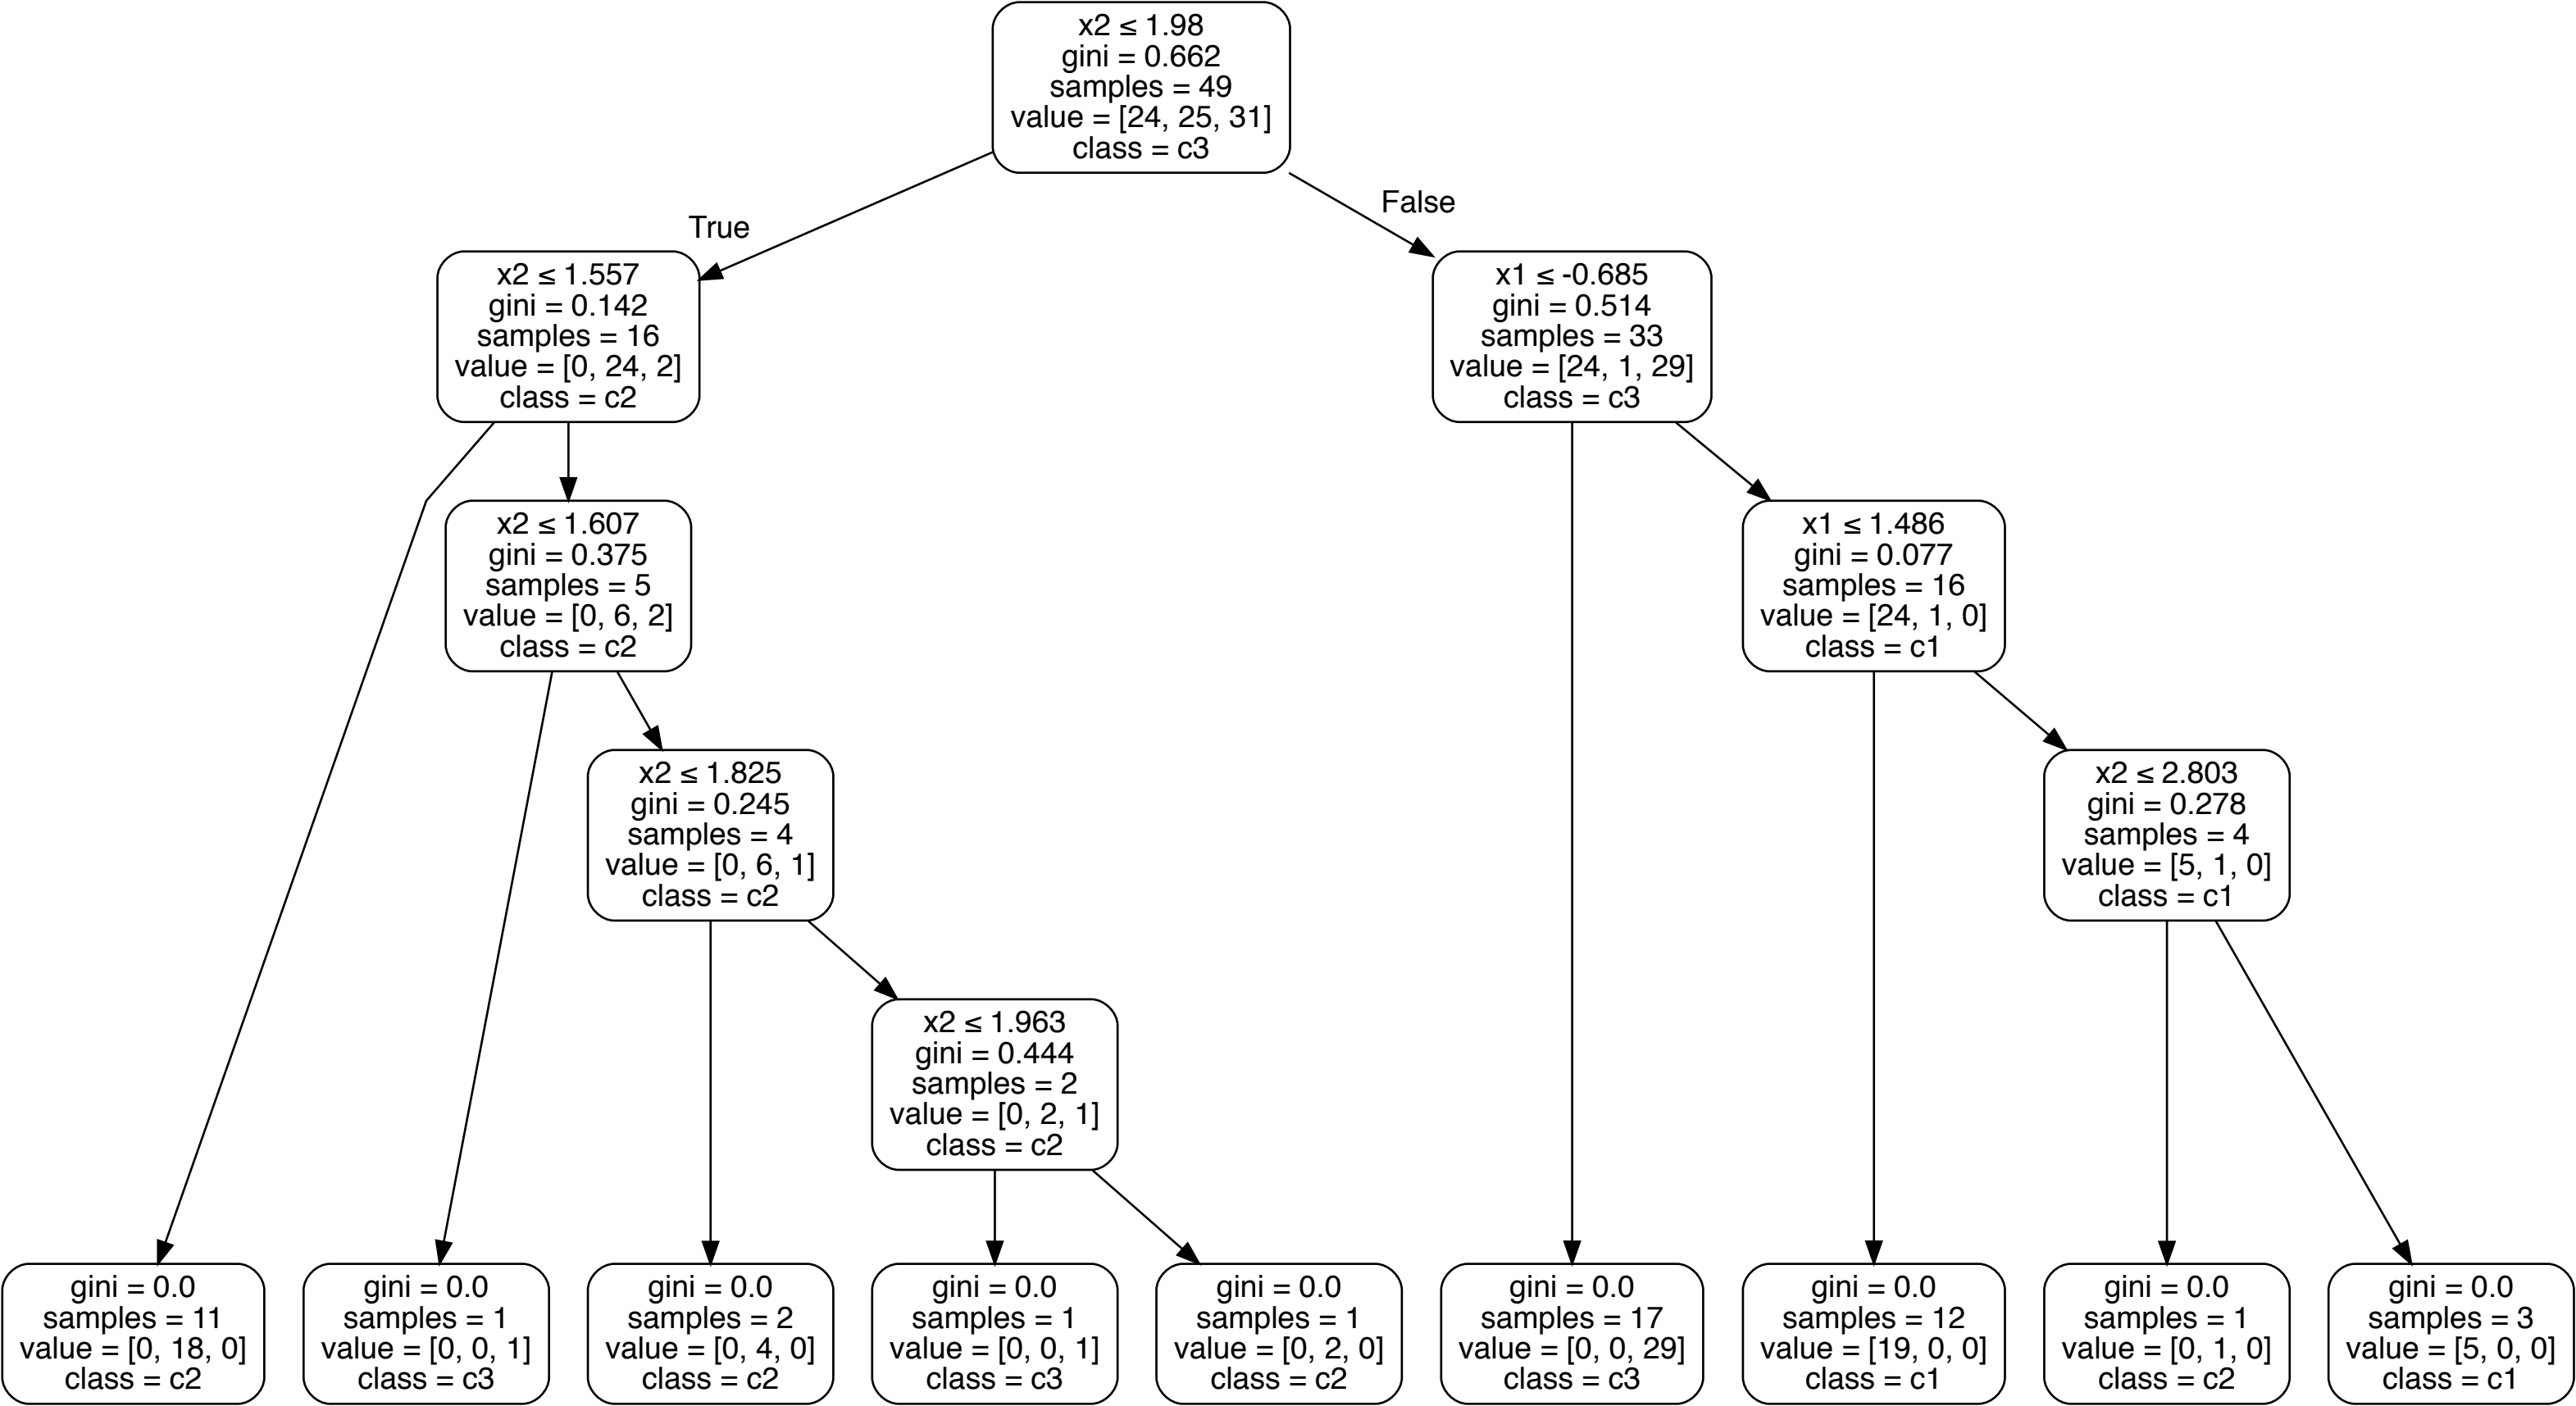 x2 ≤ 1.98
gini = 0.662
samples = 49
value = [24, 25, 31]
class = c3
True
False
x2 ≤ 1.557
gini = 0.142
samples = 16
value = [0, 24, 2]
class = c2
x1 ≤ -0.685
gini = 0.514
samples = 33
value = [24, 1, 29]
class = c3
x2 ≤ 1.607
gini = 0.375
samples = 5
value = [0, 6, 2]
class = c2
x1 ≤ 1.486
gini = 0.077
samples = 16
value = [24, 1, 0]
class = c1
x2 ≤ 1.825
gini = 0.245
samples = 4
value = [0, 6, 1]
class = c2
x2 ≤ 2.803
gini = 0.278
samples = 4
value = [5, 1, 0]
class = c1
x2 ≤ 1.963
gini = 0.444
samples = 2
value = [0, 2, 1]
class = c2
gini = 0.0
samples = 11
value = [0, 18, 0]
class = c2
gini = 0.0
samples = 1
value = [0, 0, 1]
class = c3
gini = 0.0
samples = 2
value = [0, 4, 0]
class = c2
gini = 0.0
samples = 1
value = [0, 0, 1]
class = c3
gini = 0.0
samples = 1
value = [0, 2, 0]
class = c2
gini = 0.0
samples = 17
value = [0, 0, 29]
class = c3
gini = 0.0
samples = 12
value = [19, 0, 0]
class = c1
gini = 0.0
samples = 1
value = [0, 1, 0]
class = c2
gini = 0.0
samples = 3
value = [5, 0, 0]
class = c1